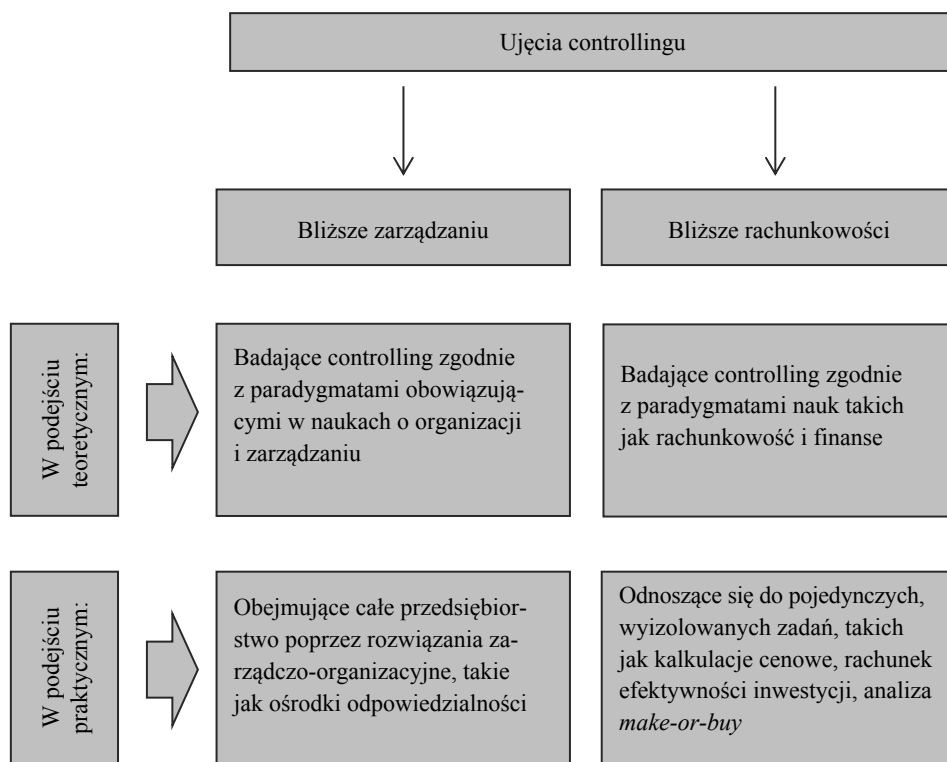 Ujęcia controllingu
Bliższe zarządzaniu
Bliższe rachunkowości
W podejściu
teoretycznym:
Badające controlling zgodnie
z paradygmatami obowiązują-
cymi w naukach o organizacji
i zarządzaniu
Badające controlling zgodnie
z paradygmatami nauk takich
jak rachunkowość i finanse
W podejściu
praktycznym:
Obejmujące całe przedsiębior-
stwo poprzez rozwiązania za-
rządczo-organizacyjne, takie
jak ośrodki odpowiedzialności
Odnoszące się do pojedynczych,
wyizolowanych zadań, takich
jak kalkulacje cenowe, rachunek
efektywności inwestycji, analiza
make-or-buy